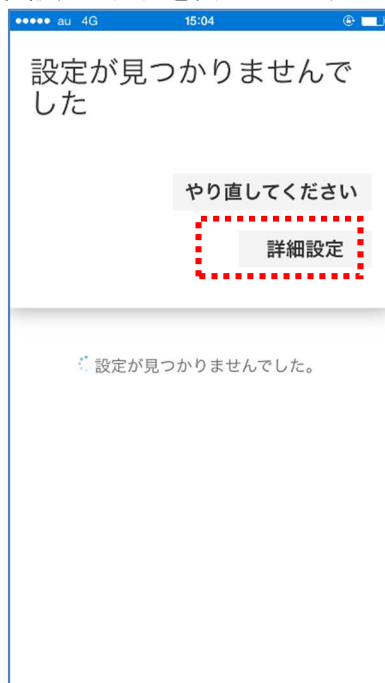 au 4G 15:04
設定が見つかりませんで
した
やり直してください
詳細設定
設定が見つかりませんでした。